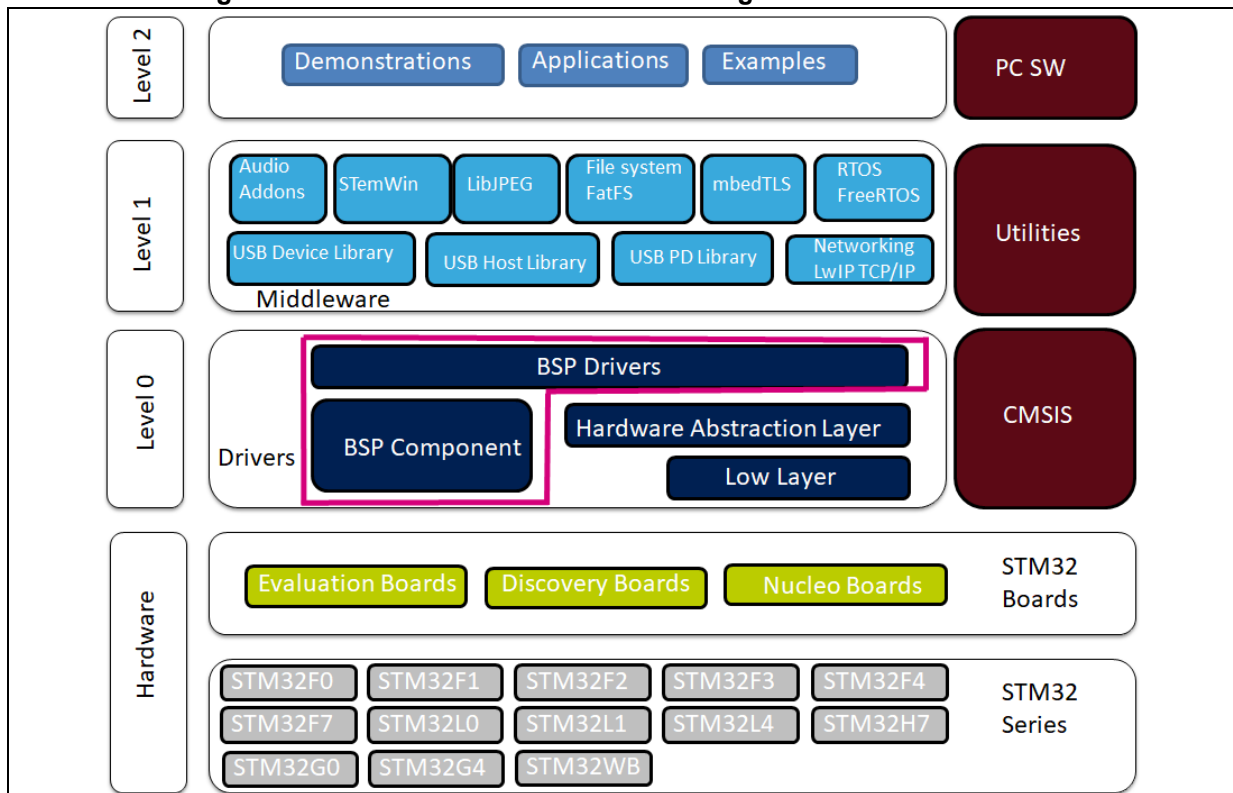 Level 2
Demonstrations
Applications
Examples
PC SW
Level 1
Audio
Addons
STemWin
LibJPEG
File system
FatFS
mbedTLS
RTOS
FreeRTOS
USB Device Library
USB Host Library
USB PD Library
Networking
LwIP TCP/IP
Middleware
Utilities
Level 0
BSP Drivers
Drivers
BSP Component
Hardware Abstraction Layer
Low Layer
CMSIS
Hardware
Evaluation Boards
Discovery Boards
Nucleo Boards
STM32
Boards
STM32F0
STM32F1
STM32F2
STM32F3
STM32F4
STM32F7
STM32L0
STM32L1
STM32L4
STM32H7
STM32G0
STM32G4
STM32WB
STM32
Series